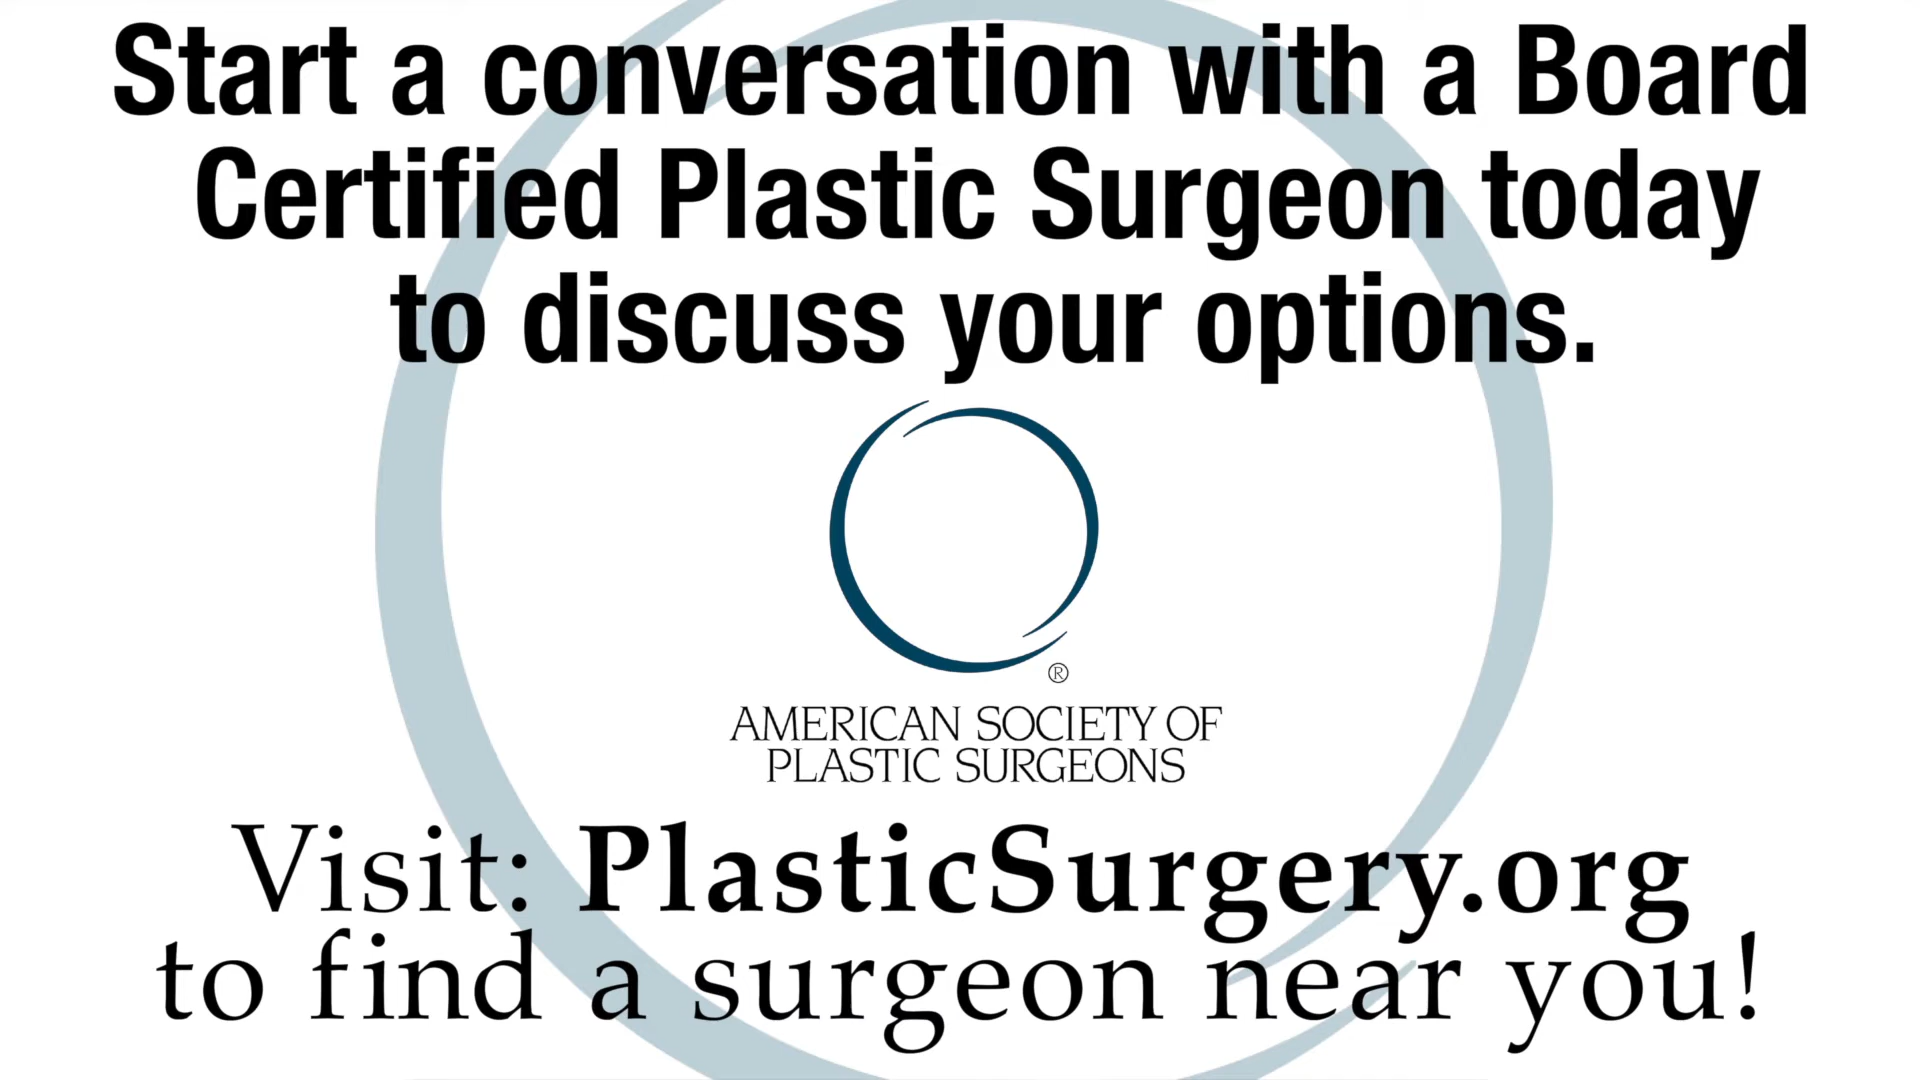 Start a conversation with a Board
Certified Plastic Surgeon today
to discuss your options.
®
AMERICAN SOCIETY OF
PLASTIC SURGEONS
Visit: PlasticSurgery.org
to find a surgeon near you!